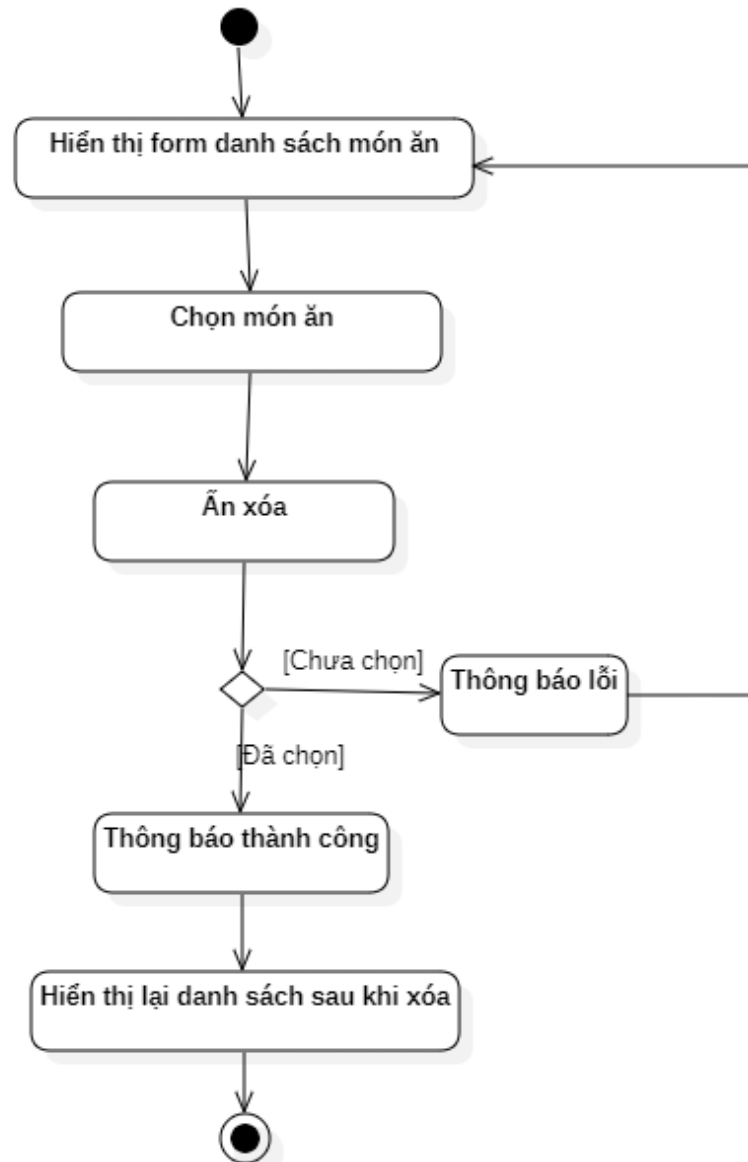 Hiển thị form danh sách món ăn
Chọn món ăn
Ấn xóa
[Chưa chọn]
Thông báo lỗi
[Đã chọn]
Thông báo thành công
Hiển thị lại danh sách sau khi xóa